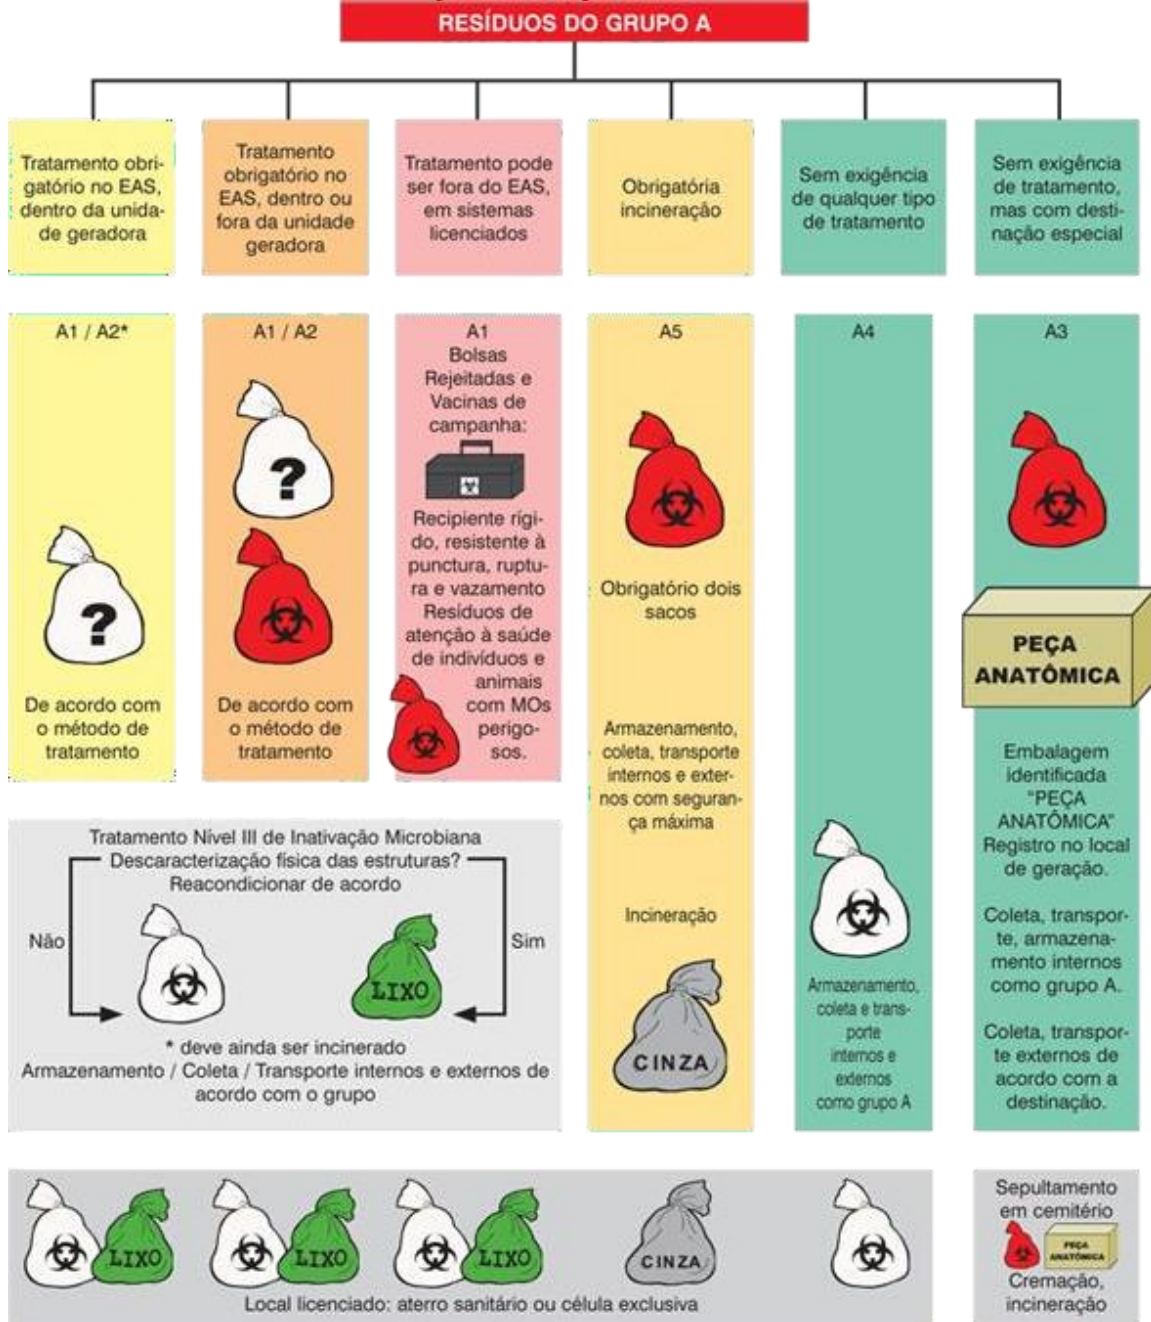 RESÍDUOS DO GRUPO A
Tratamento obri-
gatório no EAS,
dentro da unida-
de geradora
Tratamento
obrigatório no
EAS, dentro ou
fora da unidade
geradora
Tratamento pode
ser fora do EAS,
em sistemas
licenciados
Obrigatória
incineração
Sem exigência
de qualquer tipo
de tratamento
Sem exigência
de tratamento,
mas com desti-
nação especial
A1 / A2*
?
De acordo com
o método de
tratamento
A1 / A2
?
De acordo com
o método de
tratamento
A1
Bolsas
Rejeitadas e
Vacinas de
campanha:
Recipiente rígi-
do, resistente à
punctura, ruptu-
ra e vazamento
Resíduos de
atenção à saúde
de indivíduos e
animais
com MOs
perigo-
sos.
A5
Obrigatório dois
sacos
Armazenamento,
coleta, transporte
internos e exter-
nos com seguran-
ça máxima
Incineração
CINZA
A4
Armazenamento,
coleta e trans-
porte
internos e
externos
como grupo A
A3
PEÇA
ANATÔMICA
Embalagem
identificada
“PEÇA
ANATÔMICA”
Registro no local
de geração.
Coleta, transpor-
te, armazena-
mento internos
como grupo A.
Coleta, transpor-
te externos de
acordo com a
destinação.
Tratamento Nível III de Inativação Microbiana
Descaracterização física das estruturas?
Reacondicionar de acordo
Não
Sim
LIXO
* deve ainda ser incinerado
Armazenamento / Coleta / Transporte internos e externos de
acordo com o grupo
LIXO
LIXO
LIXO
CINZA
Local licenciado: aterro sanitário ou célula exclusiva
Sepultamento
em cemitério
PEÇA
ANATÔMICA
Cremação,
incineração